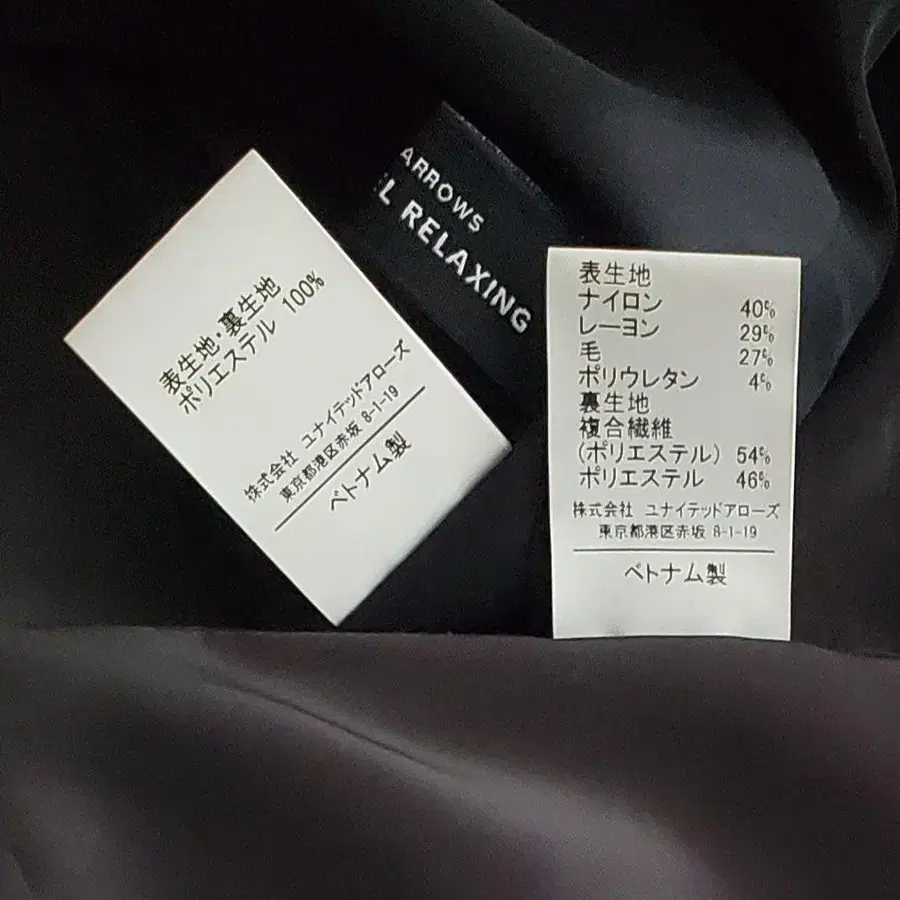 表生地・裏生地
ポリエステル 100%
株式会社 ユナイテッドアローズ
東京都港区赤坂 8-1-19
ベトナム製
ARROWS
L RELAXING
表生地
ナイロン 40%
レーヨン 29%
毛 27%
ポリウレタン 4%
裏生地
複合繊維
(ポリエステル) 54%
ポリエステル 46%
株式会社 ユナイテッドアローズ
東京都港区赤坂 8-1-19
ベトナム製